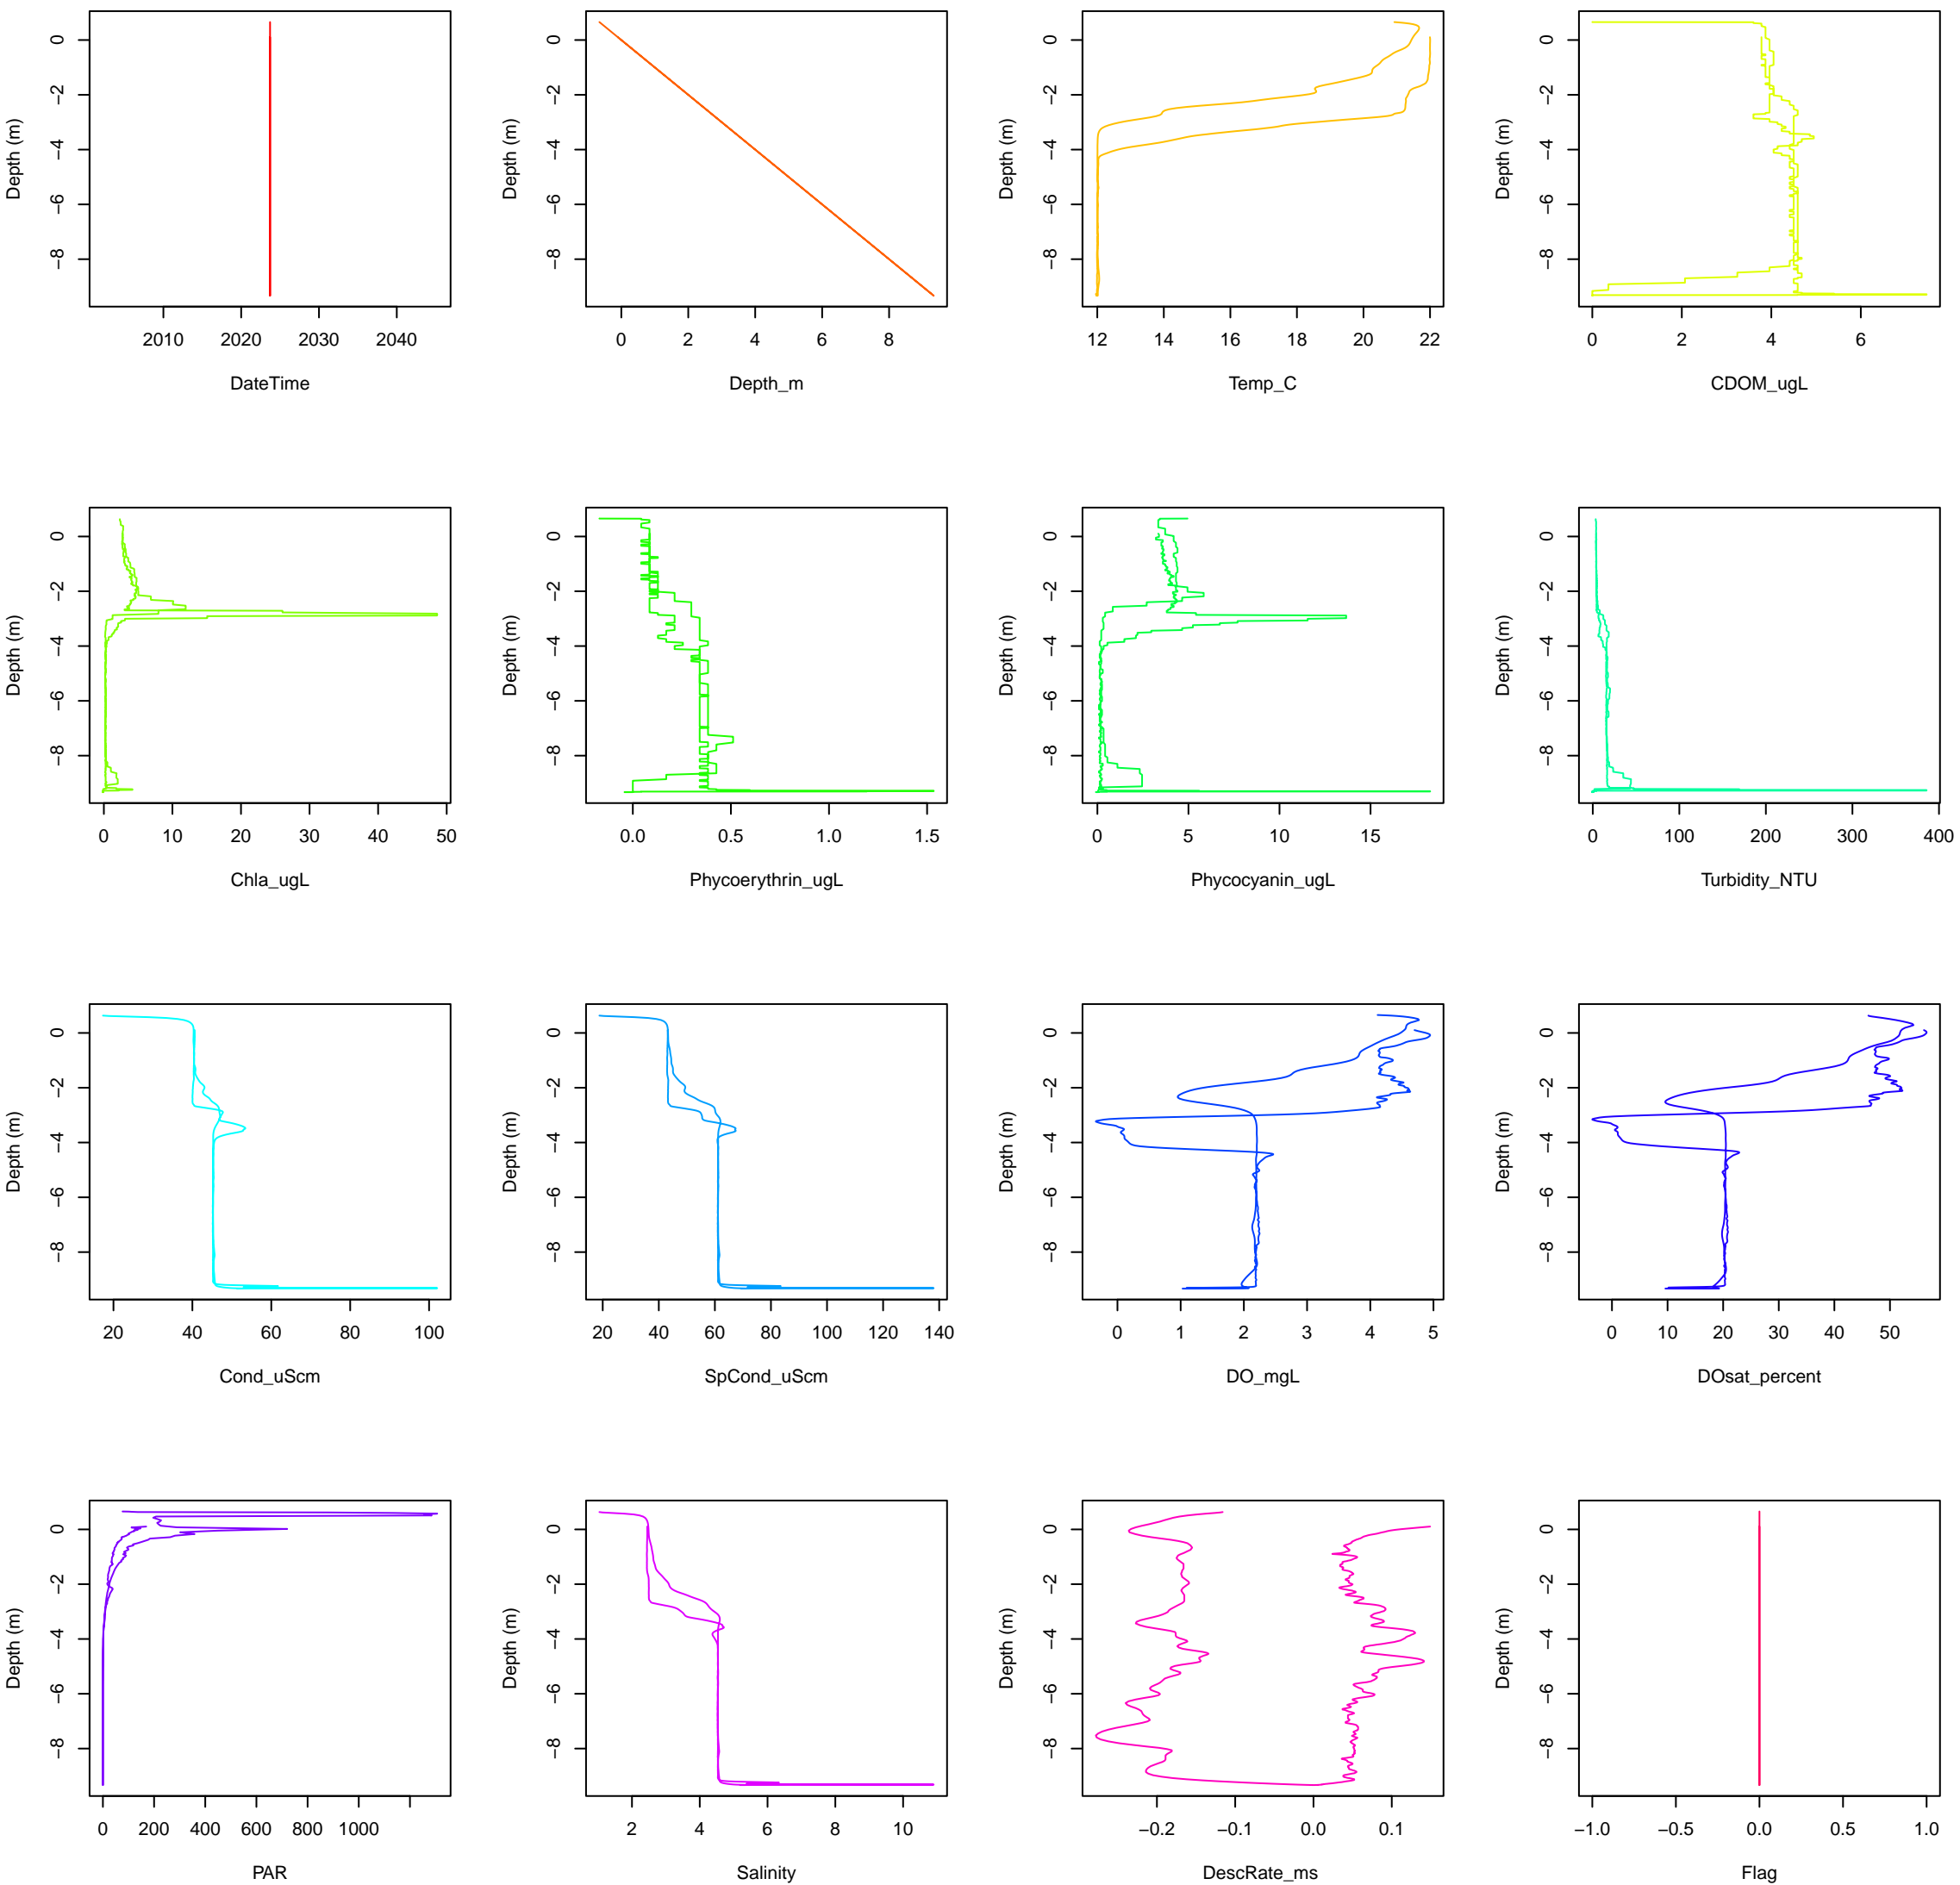 Depth (m)
0
−2
−4
−6
−8
2010 2020 2030 2040
DateTime
Depth (m)
0
−2
−4
−6
−8
0 2 4 6 8
Depth_m
Depth (m)
0
−2
−4
−6
−8
12 14 16 18 20 22
Temp_C
Depth (m)
0
−2
−4
−6
−8
0 2 4 6
CDOM_ugL
Depth (m)
0
−2
−4
−6
−8
0 10 20 30 40 50
Chla_ugL
Depth (m)
0
−2
−4
−6
−8
0.0 0.5 1.0 1.5
Phycoerythrin_ugL
Depth (m)
0
−2
−4
−6
−8
0 5 10 15
Phycocyanin_ugL
Depth (m)
0
−2
−4
−6
−8
0 100 200 300 400
Turbidity_NTU
Depth (m)
0
−2
−4
−6
−8
20 40 60 80 100
Cond_uScm
Depth (m)
0
−2
−4
−6
−8
20 40 60 80 100 120 140
SpCond_uScm
Depth (m)
0
−2
−4
−6
−8
0 1 2 3 4 5
DO_mgL
Depth (m)
0
−2
−4
−6
−8
0 10 20 30 40 50
DOsat_percent
Depth (m)
0
−2
−4
−6
−8
0 200 400 600 800 1000
PAR
Depth (m)
0
−2
−4
−6
−8
2 4 6 8 10
Salinity
Depth (m)
0
−2
−4
−6
−8
−0.2 −0.1 0.0 0.1
DescRate_ms
Depth (m)
0
−2
−4
−6
−8
−1.0 −0.5 0.0 0.5 1.0
Flag